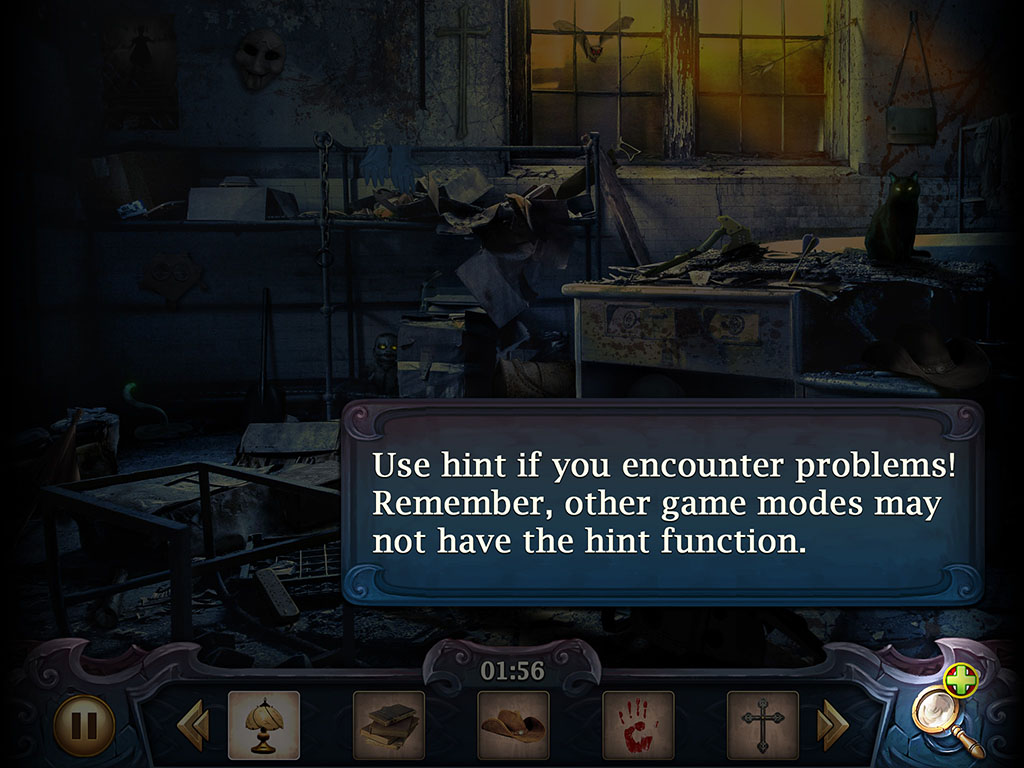 Use hint if you encounter problems!
Remember, other game modes may
not have the hint function.
01:56